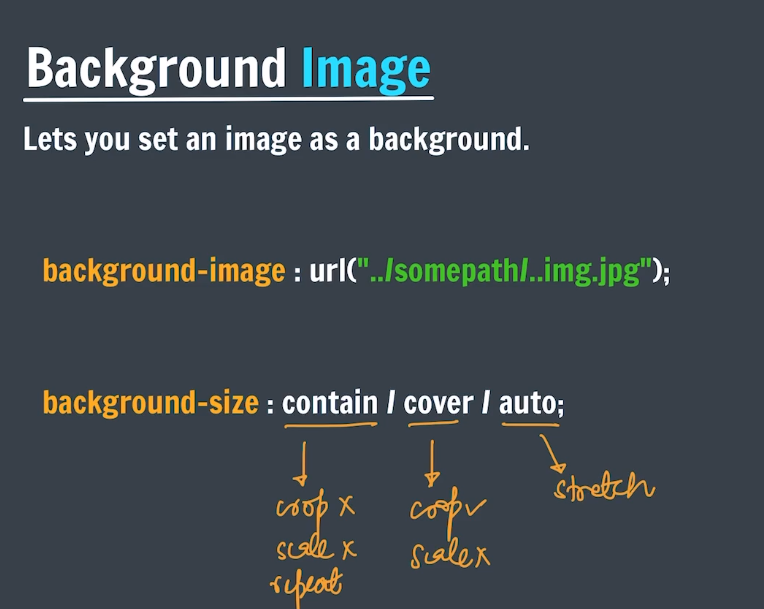 Background Image
Lets you set an image as a background.
background-image : url("../somepath/..img.jpg");
background-size : contain / cover / auto;
crop x
scale x
repeat
crop ✓
scale x
stretch